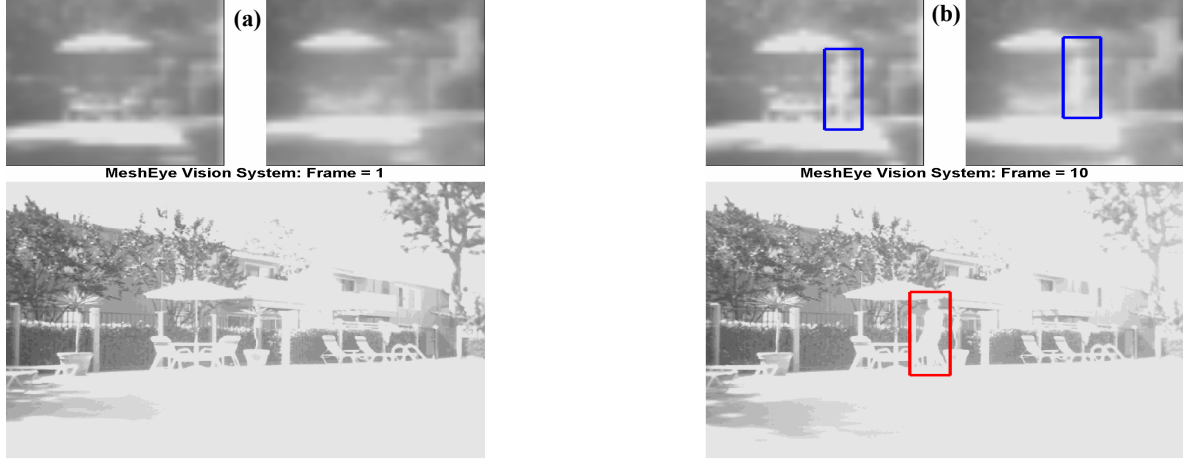 (a)
MeshEye Vision System: Frame = 1
(b)
MeshEye Vision System: Frame = 10